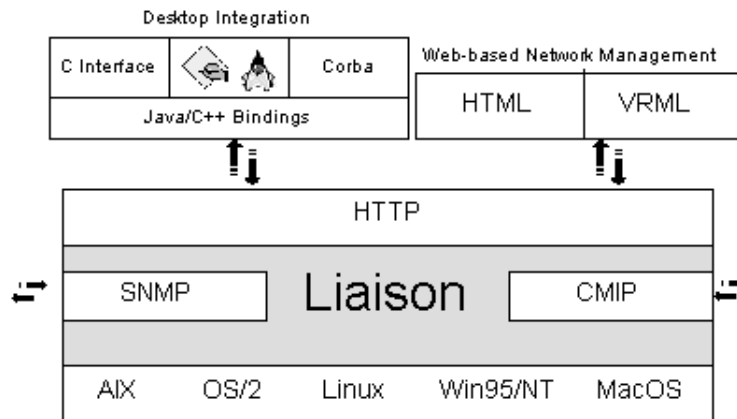 Desktop Integration
C Interface
Corba
Java/C++ Bindings
Web-based Network Management
HTML
VRML
HTTP
SNMP
Liaison
CMIP
AIX OS/2 Linux Win95/NT MacOS